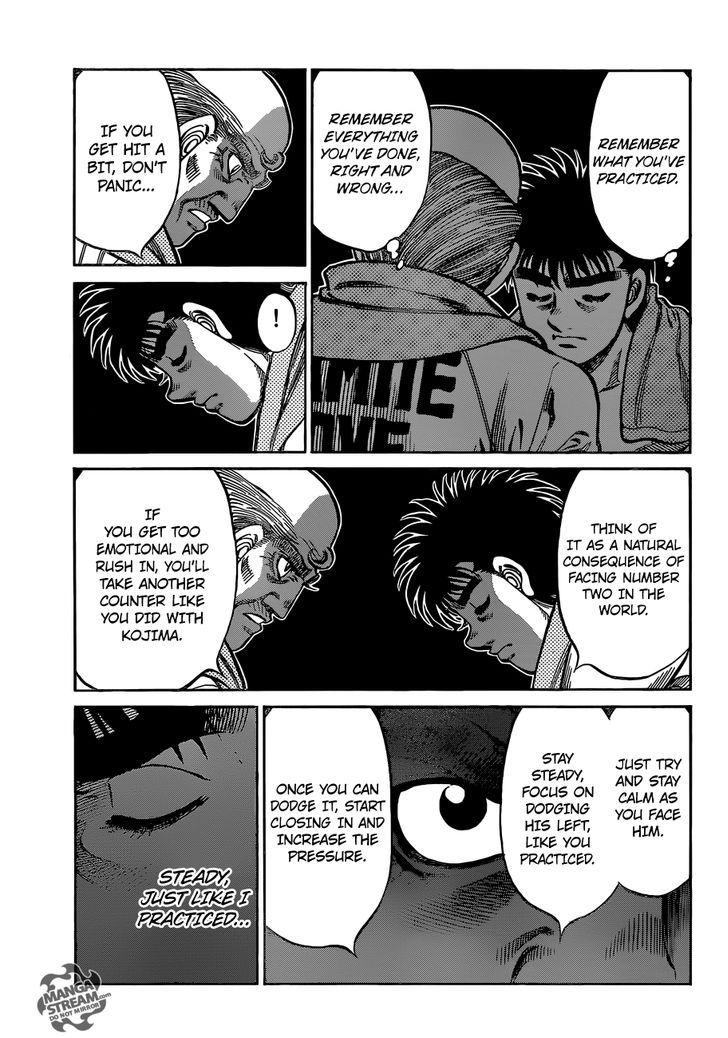 REMEMBER
WHAT YOU'VE
PRACTICED.
REMEMBER
EVERYTHING
YOU'VE DONE,
RIGHT AND
WRONG...
IF YOU
GET HIT A
BIT, DON'T
PANIC...
!
THINK OF
IT AS A NATURAL
CONSEQUENCE OF
FACING NUMBER
TWO IN THE
WORLD.
IF
YOU GET TOO
EMOTIONAL AND
RUSH IN, YOU'LL
TAKE ANOTHER
COUNTER LIKE
YOU DID WITH
KOJIMA.
JUST TRY
AND STAY
CALM AS
YOU FACE
HIM.
STAY
STEADY,
FOCUS ON
DODGING
HIS LEFT,
LIKE YOU
PRACTICED.
ONCE YOU CAN
DODGE IT, START
CLOSING IN AND
INCREASE THE
PRESSURE.
STEADY,
JUST LIKE I
PRACTICED...
MANGA
STREAM.com
DO NOT MIRROR